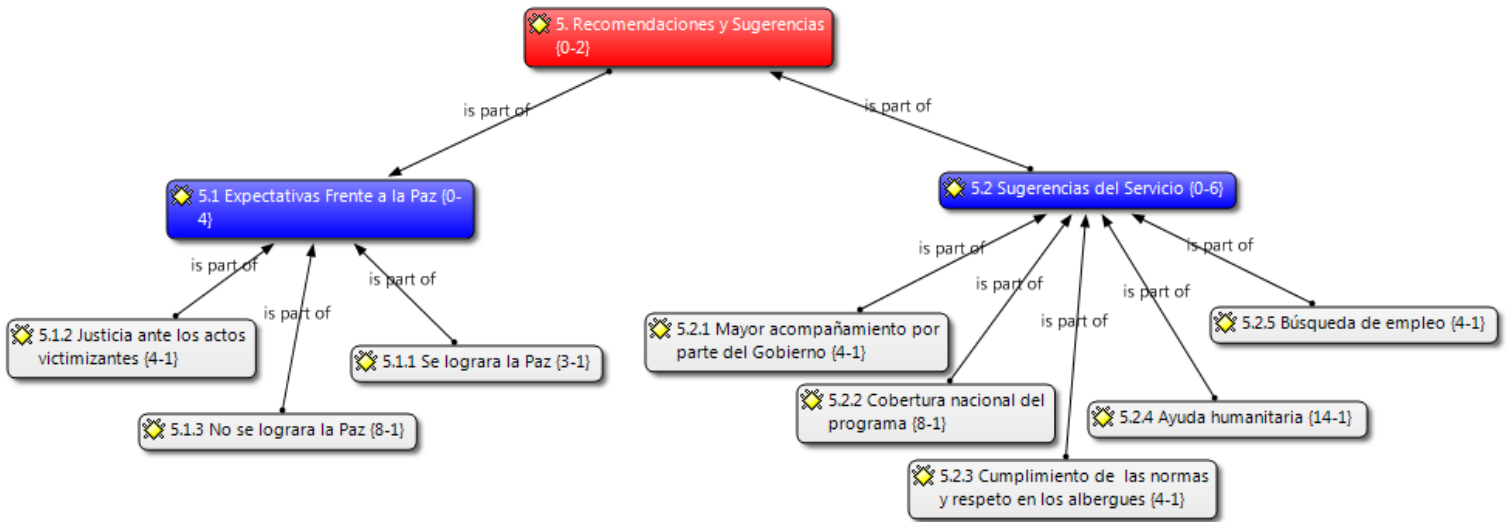 5. Recomendaciones y Sugerencias
{0-2}
is part of
is part of
5.1 Expectativas Frente a la Paz {0-
4}
5.2 Sugerencias del Servicio {0-6}
is part of
is part of
is part of
is part of
is part of
is part of
is part of
is part of
5.1.2 Justicia ante los actos
victimizantes {4-1}
5.1.1 Se lograra la Paz {3-1}
5.1.3 No se lograra la Paz {8-1}
5.2.1 Mayor acompañamiento por
parte del Gobierno {4-1}
5.2.5 Búsqueda de empleo {4-1}
5.2.2 Cobertura nacional del
programa {8-1}
5.2.4 Ayuda humanitaria {14-1}
5.2.3 Cumplimiento de  las normas
y respeto en los albergues {4-1}